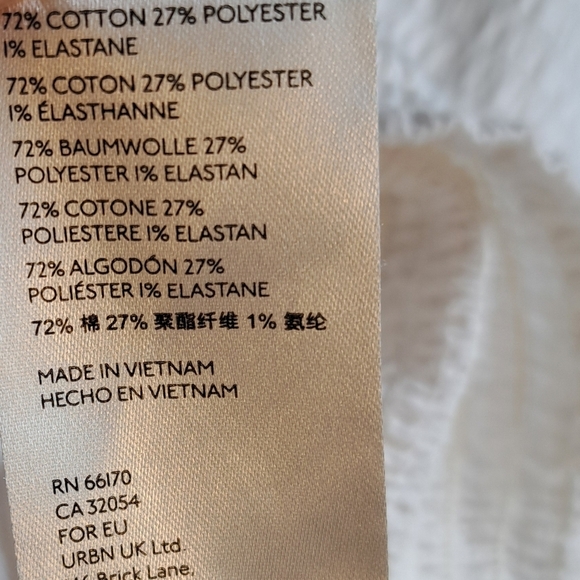 72% COTTON 27% POLYESTER
1% ELASTANE
72% COTON 27% POLYESTER
1% ÉLASTHANNE
72% BAUMWOLLE 27%
POLYESTER 1% ELASTAN
72% COTONE 27%
POLIESTERE 1% ELASTAN
72% ALGODÓN 27%
POLIÉSTER 1% ELASTANE
72% 棉 27% 聚酯纤维 1% 氨纶
MADE IN VIETNAM
HECHO EN VIETNAM
RN 66170
CA 32054
FOR EU
URBN UK Ltd.
Brick Lane,